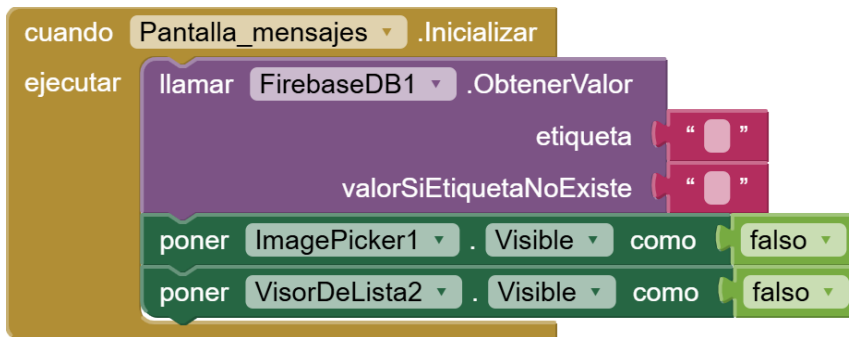 cuando Pantalla_mensajes .Inicializar
ejecutar llamar FirebaseDB1 .ObtenerValor
etiqueta “ ”
valorSiEtiquetaNoExiste “ ”
poner ImagePicker1 . Visible como falso
poner VisorDeLista2 . Visible como falso